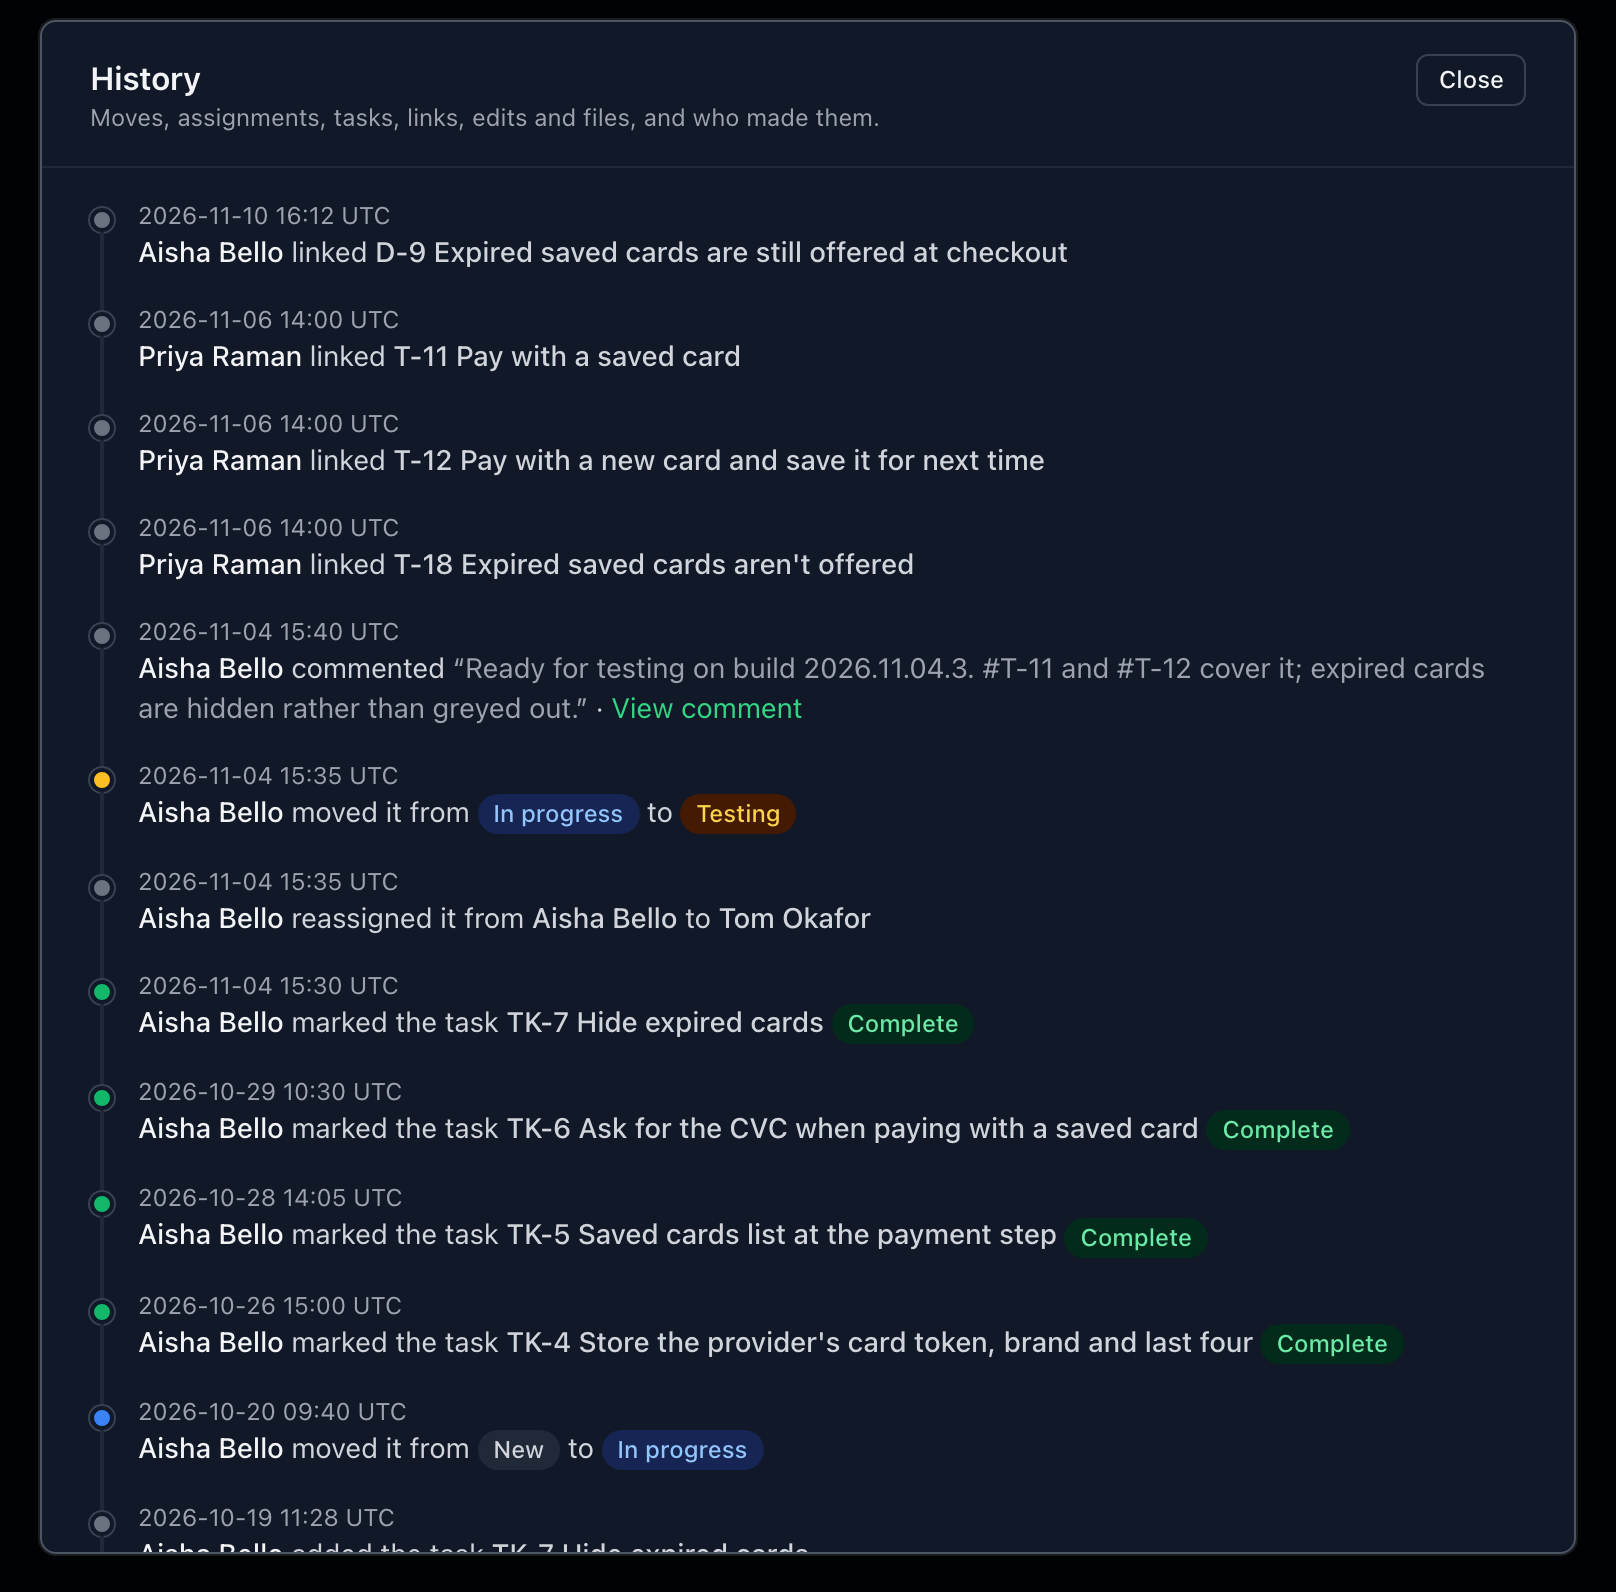 History
Close
Moves, assignments, tasks, links, edits and files, and who made them.
2026-11-10 16:12 UTC
Aisha Bello linked D-9 Expired saved cards are still offered at checkout
2026-11-06 14:00 UTC
Priya Raman linked T-11 Pay with a saved card
2026-11-06 14:00 UTC
Priya Raman linked T-12 Pay with a new card and save it for next time
2026-11-06 14:00 UTC
Priya Raman linked T-18 Expired saved cards aren't offered
2026-11-04 15:40 UTC
Aisha Bello commented “Ready for testing on build 2026.11.04.3. #T-11 and #T-12 cover it; expired cards
are hidden rather than greyed out.” · View comment
2026-11-04 15:35 UTC
Aisha Bello moved it from In progress to Testing
2026-11-04 15:35 UTC
Aisha Bello reassigned it from Aisha Bello to Tom Okafor
2026-11-04 15:30 UTC
Aisha Bello marked the task TK-7 Hide expired cards Complete
2026-10-29 10:30 UTC
Aisha Bello marked the task TK-6 Ask for the CVC when paying with a saved card Complete
2026-10-28 14:05 UTC
Aisha Bello marked the task TK-5 Saved cards list at the payment step Complete
2026-10-26 15:00 UTC
Aisha Bello marked the task TK-4 Store the provider's card token, brand and last four Complete
2026-10-20 09:40 UTC
Aisha Bello moved it from New to In progress
2026-10-19 11:28 UTC
Aisha Bello added the task TK-7 Hide expired cards